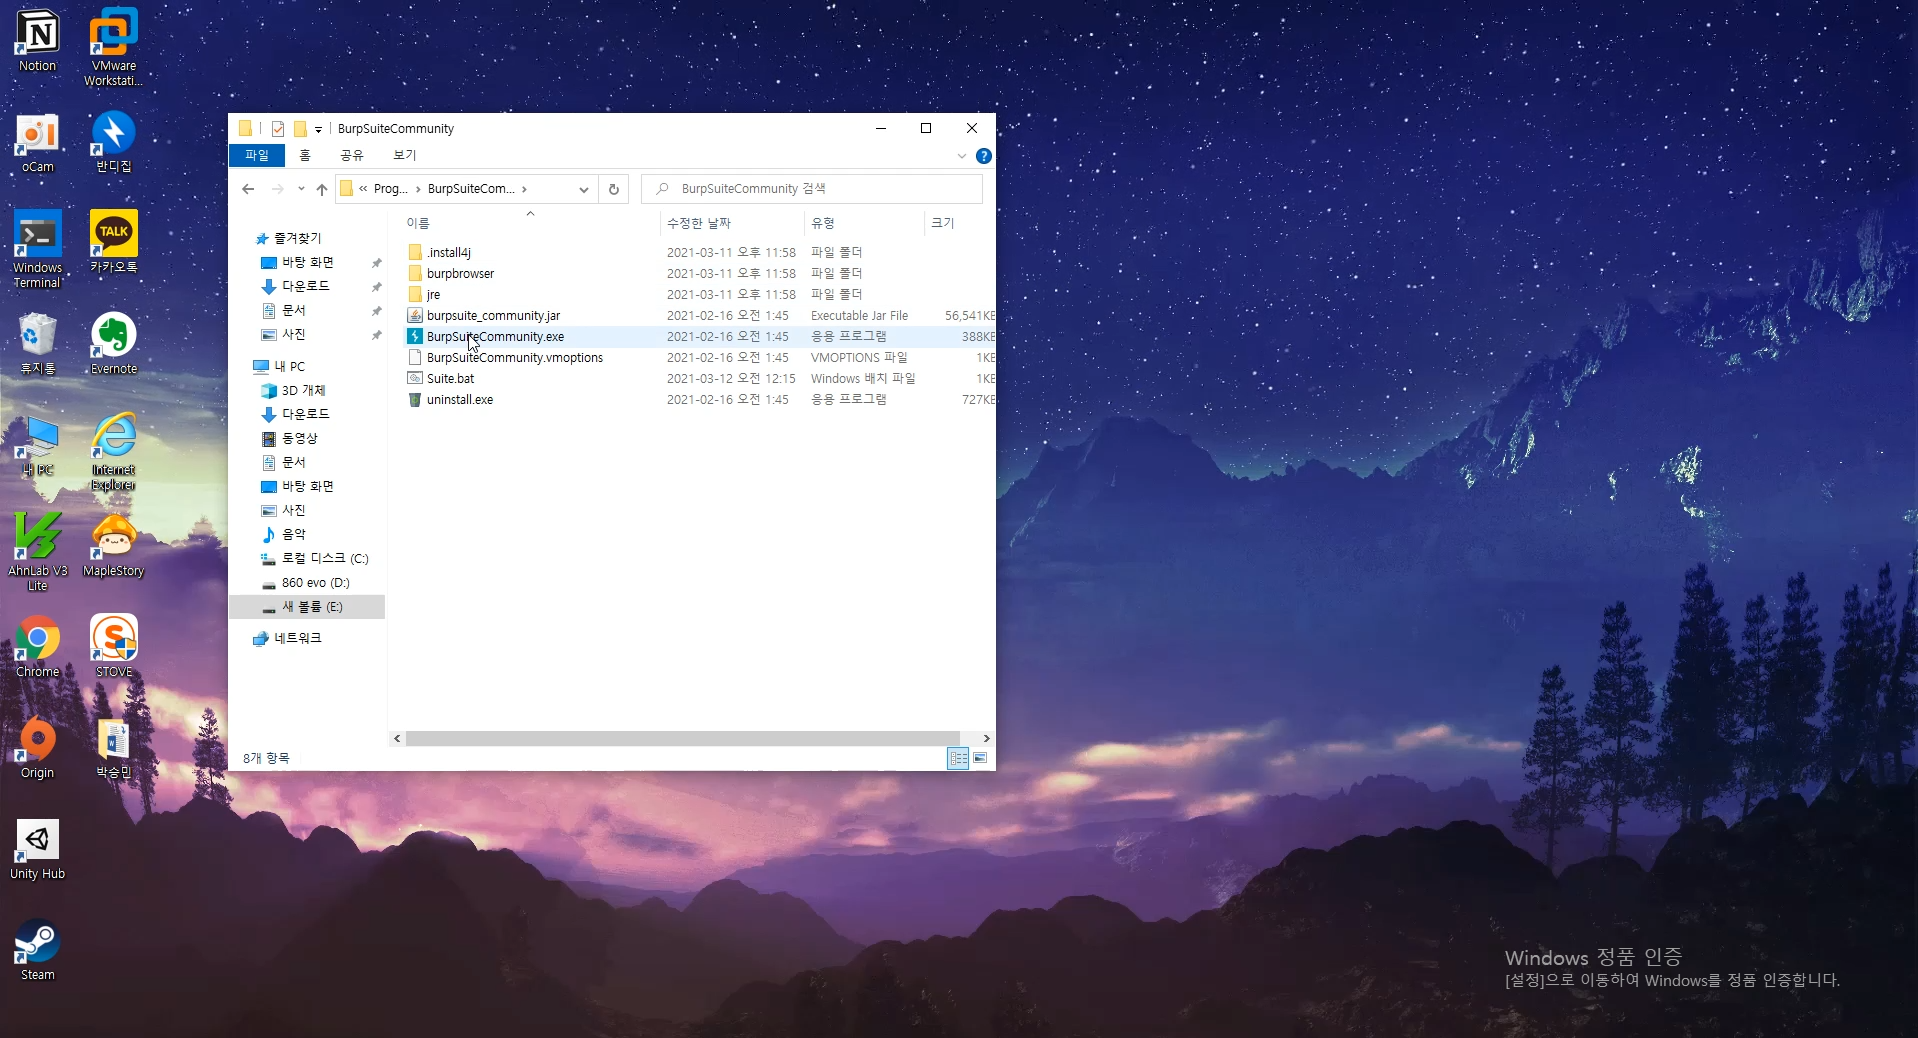 Notion
VMware
Workstati...
oCam
반디집
TALK
Windows
Terminal
카카오톡
휴지통
Evernote
내 PC
Internet
Explorer
AhnLab V3
Lite
MapleStory
Chrome
STOVE
Origin
박승민
Unity Hub
Steam
BurpSuiteCommunity
파일 홈 공유 보기
« Prog... › BurpSuiteCom... ›
BurpSuiteCommunity 검색
이름 수정한 날짜 유형 크기
.install4j 2021-03-11 오후 11:58 파일 폴더
burpbrowser 2021-03-11 오후 11:58 파일 폴더
jre 2021-03-11 오후 11:58 파일 폴더
burpsuite_community.jar 2021-02-16 오전 1:45 Executable Jar File 56,541KB
BurpSuiteCommunity.exe 2021-02-16 오전 1:45 응용 프로그램 388KB
BurpSuiteCommunity.vmoptions 2021-02-16 오전 1:45 VMOPTIONS 파일 1KB
Suite.bat 2021-03-12 오전 12:15 Windows 배치 파일 1KB
uninstall.exe 2021-02-16 오전 1:45 응용 프로그램 727KB
즐겨찾기
바탕 화면
다운로드
문서
사진
내 PC
3D 개체
다운로드
동영상
문서
바탕 화면
사진
음악
로컬 디스크 (C:)
860 evo (D:)
새 볼륨 (E:)
네트워크
8개 항목
Windows 정품 인증
[설정]으로 이동하여 Windows를 정품 인증합니다.